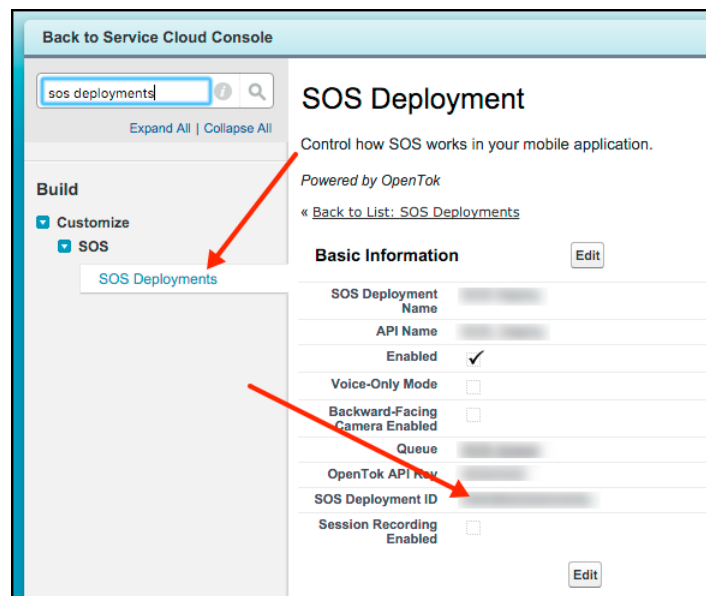 Back to Service Cloud Console
sos deployments
Expand All | Collapse All
Build
Customize
SOS
SOS Deployments
SOS Deployment
Control how SOS works in your mobile application.
Powered by OpenTok
« Back to List: SOS Deployments
Basic Information
Edit
SOS Deployment
Name
API Name
Enabled
Voice-Only Mode
Backward-Facing
Camera Enabled
Queue
OpenTok API Key
SOS Deployment ID
Session Recording
Enabled
Edit